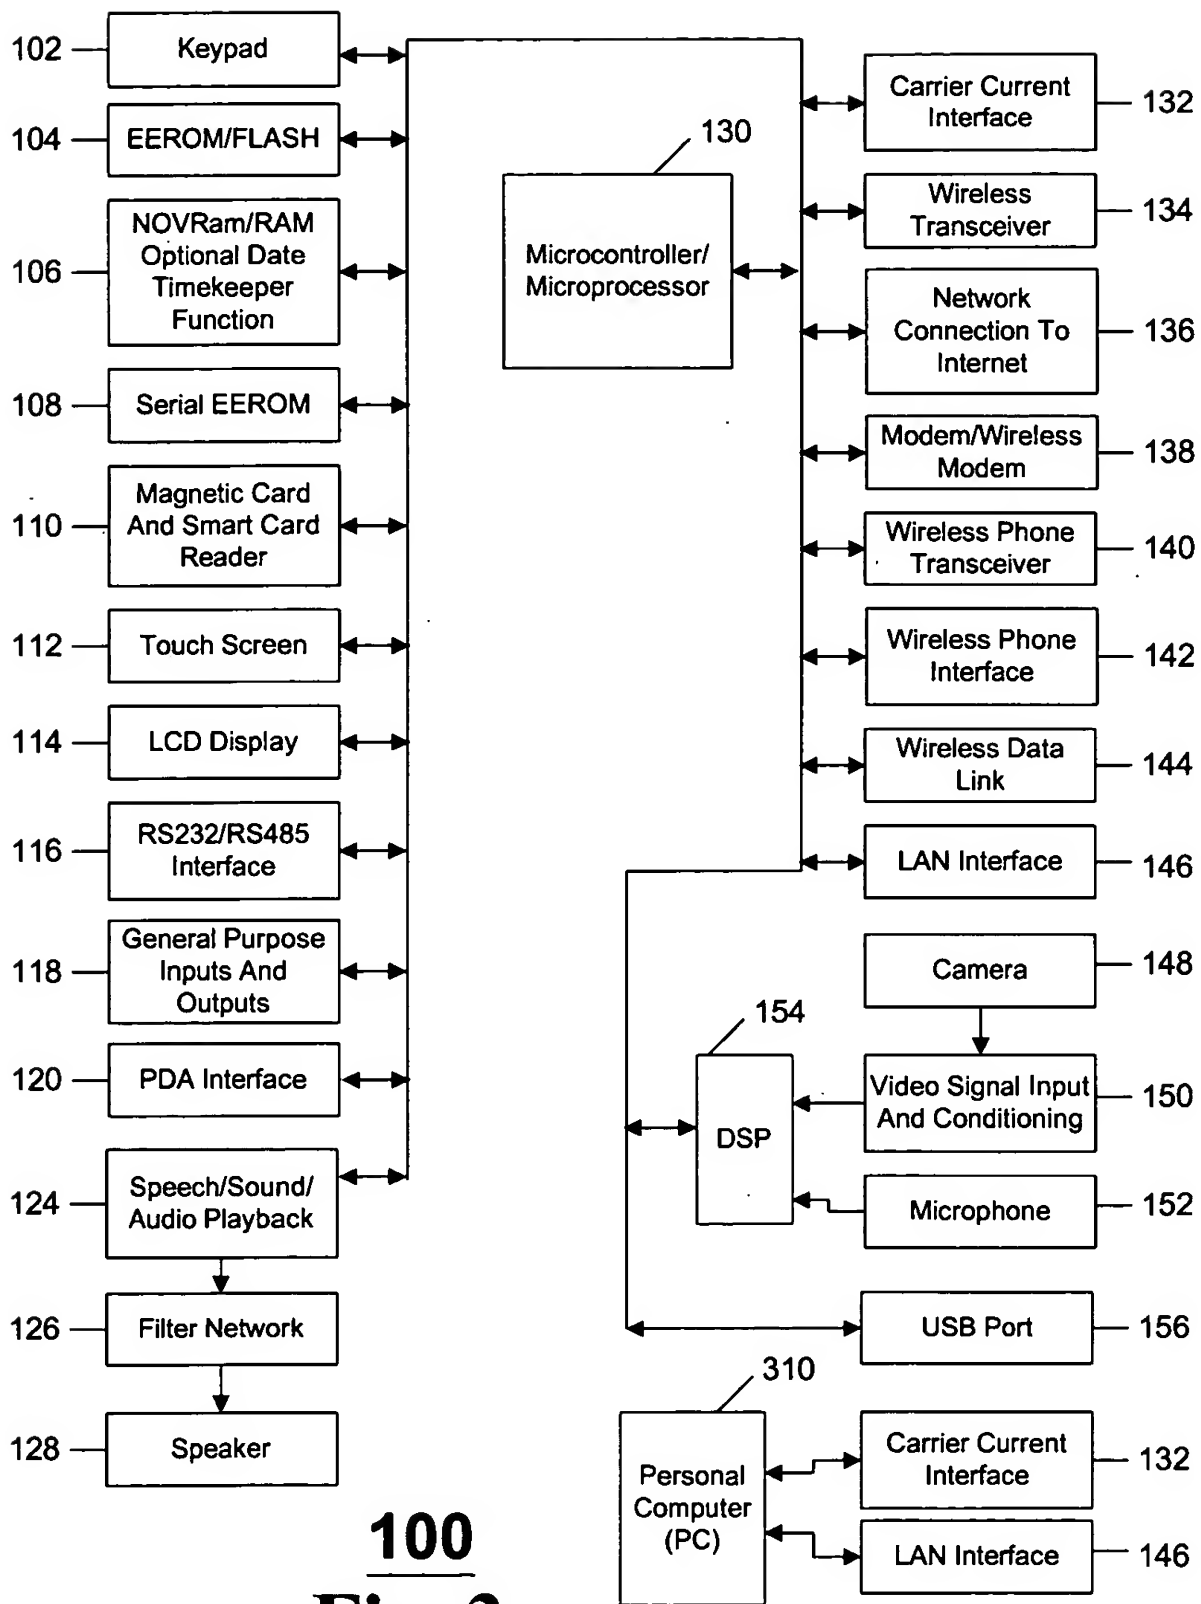 102
Keypad
104
EEROM/FLASH
106
NOVRam/RAM
Optional Date
Timekeeper
Function
108
Serial EEROM
110
Magnetic Card
And Smart Card
Reader
112
Touch Screen
114
LCD Display
116
RS232/RS485
Interface
118
General Purpose
Inputs And
Outputs
120
PDA Interface
124
Speech/Sound/
Audio Playback
126
Filter Network
128
Speaker
130
Microcontroller/
Microprocessor
Carrier Current
Interface
132
Wireless
Transceiver
134
Network
Connection To
Internet
136
Modem/Wireless
Modem
138
Wireless Phone
Transceiver
140
Wireless Phone
Interface
142
Wireless Data
Link
144
LAN Interface
146
Camera
148
154
DSP
Video Signal Input
And Conditioning
150
Microphone
152
USB Port
156
310
Personal
Computer
(PC)
Carrier Current
Interface
132
LAN Interface
146
100